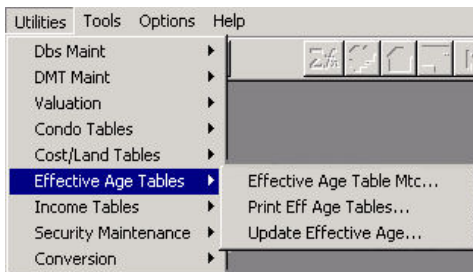 Utilities Tools Options Help
Dbs Maint
DMT Maint
Valuation
Condo Tables
Cost/Land Tables
Effective Age Tables
Income Tables
Security Maintenance
Conversion
Effective Age Table Mtc...
Print Eff Age Tables...
Update Effective Age...